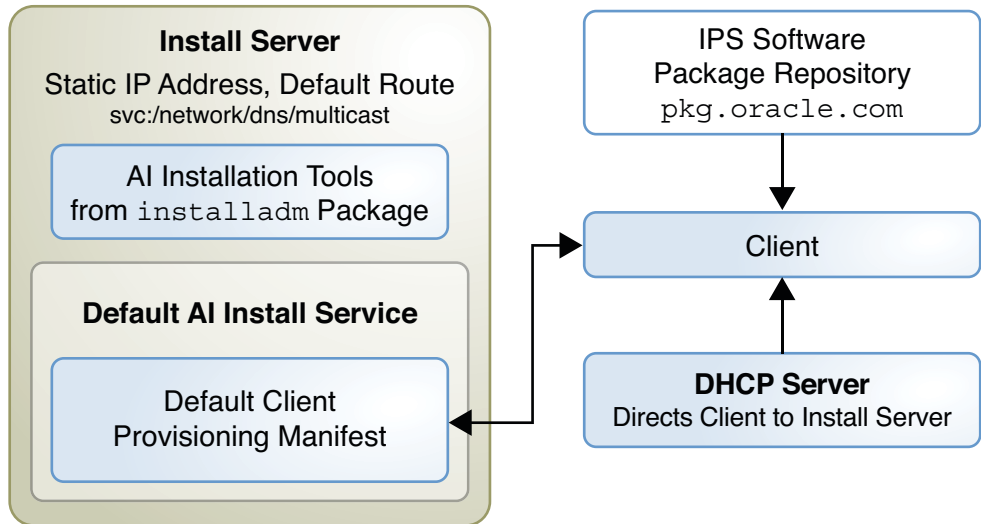 Install Server
Static IP Address, Default Route
svc:/network/dns/multicast
AI Installation Tools
from installadm Package
Default AI Install Service
Default Client
Provisioning Manifest
IPS Software
Package Repository
pkg.oracle.com
Client
DHCP Server
Directs Client to Install Server